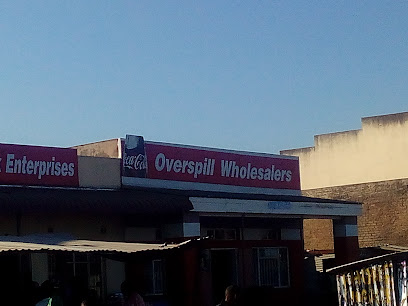 Enterprises
Coca-Cola
Overspill Wholesalers